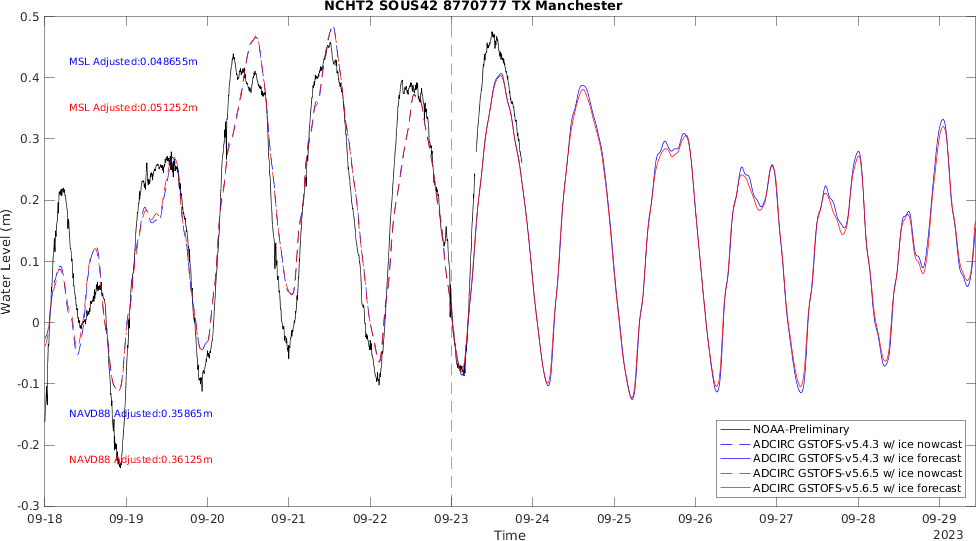 NCHT2 SOUS42 8770777 TX Manchester
0.5
0.4
0.3
0.2
0.1
0
-0.1
-0.2
-0.3
Water Level (m)
MSL Adjusted:0.048655m
MSL Adjusted:0.051252m
NAVD88 Adjusted:0.35865m
NAVD88 Adjusted:0.36125m
NOAA-Preliminary
ADCIRC GSTOFS-v5.4.3 w/ ice nowcast
ADCIRC GSTOFS-v5.4.3 w/ ice forecast
ADCIRC GSTOFS-v5.6.5 w/ ice nowcast
ADCIRC GSTOFS-v5.6.5 w/ ice forecast
09-18 09-19 09-20 09-21 09-22 09-23 09-24 09-25 09-26 09-27 09-28 09-29
Time
2023